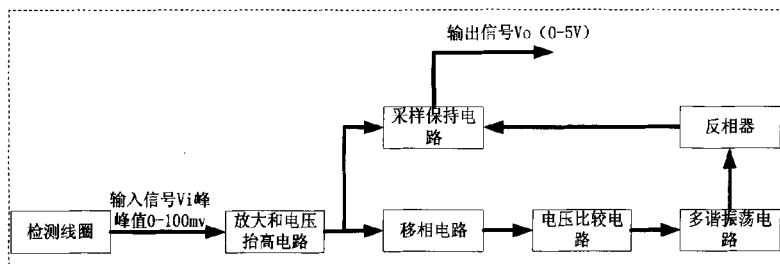 输出信号Vo（0-5V）
采样保持电
路
反相器
输入信号Vi峰
峰值0-100mv
检测线圈
放大和电压
抬高电路
移相电路
电压比较电
路
多谐振荡电
路